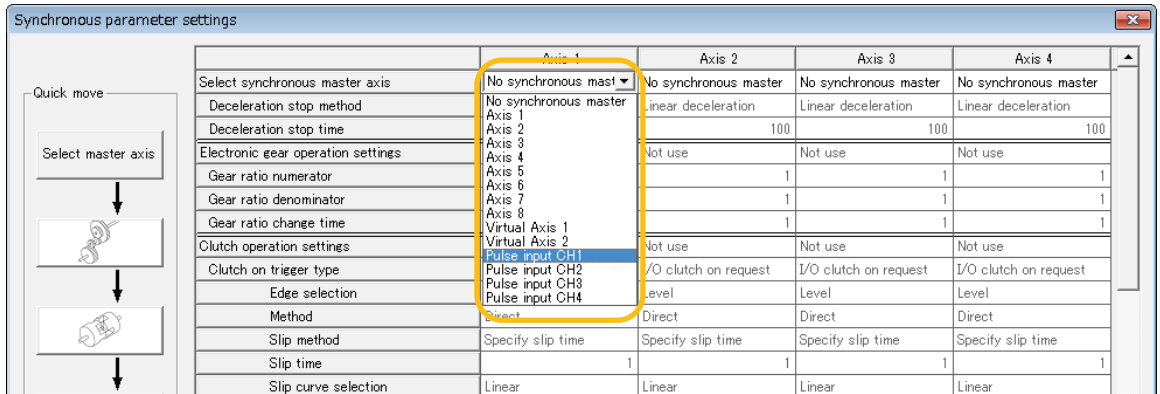 Synchronous parameter settings
Axis 1 Axis 2 Axis 3 Axis 4
Quick move
Select master axis
Select synchronous master axis No synchronous mast No synchronous master No synchronous master No synchronous master
Deceleration stop method Linear deceleration Linear deceleration Linear deceleration
Deceleration stop time 100 100 100
Electronic gear operation settings Not use Not use Not use
Gear ratio numerator 1 1 1
Gear ratio denominator 1 1 1
Gear ratio change time 1 1 1
Clutch operation settings Not use Not use Not use
Clutch on trigger type I/O clutch on request I/O clutch on request I/O clutch on request
Edge selection Level Level Level
Method Direct Direct Direct Direct
Slip method Specify slip time Specify slip time Specify slip time Specify slip time
Slip time 1 1 1 1
Slip curve selection Linear Linear Linear Linear
No synchronous master
Axis 1
Axis 2
Axis 3
Axis 4
Axis 5
Axis 6
Axis 7
Axis 8
Virtual Axis 1
Virtual Axis 2
Pulse input CH1
Pulse input CH2
Pulse input CH3
Pulse input CH4